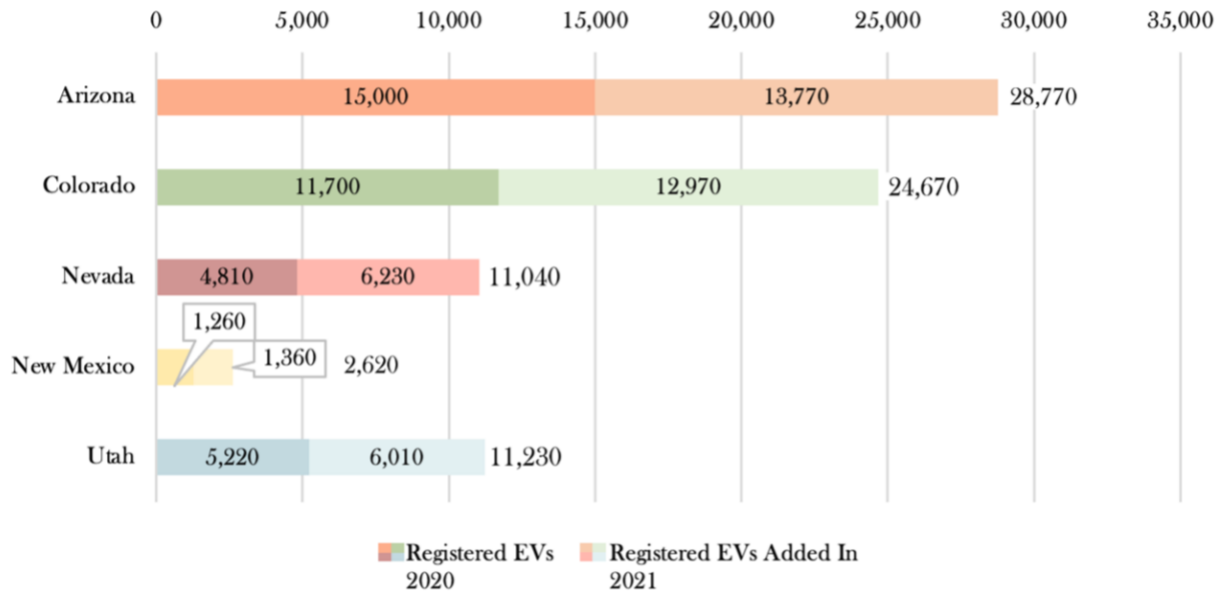 0 5,000 10,000 15,000 20,000 25,000 30,000 35,000
Arizona 15,000 13,770 28,770
Colorado 11,700 12,970 24,670
Nevada 4,810 6,230 11,040
1,260
New Mexico 1,360 2,620
Utah 5,220 6,010 11,230
Registered EVs Registered EVs Added In
2020 2021